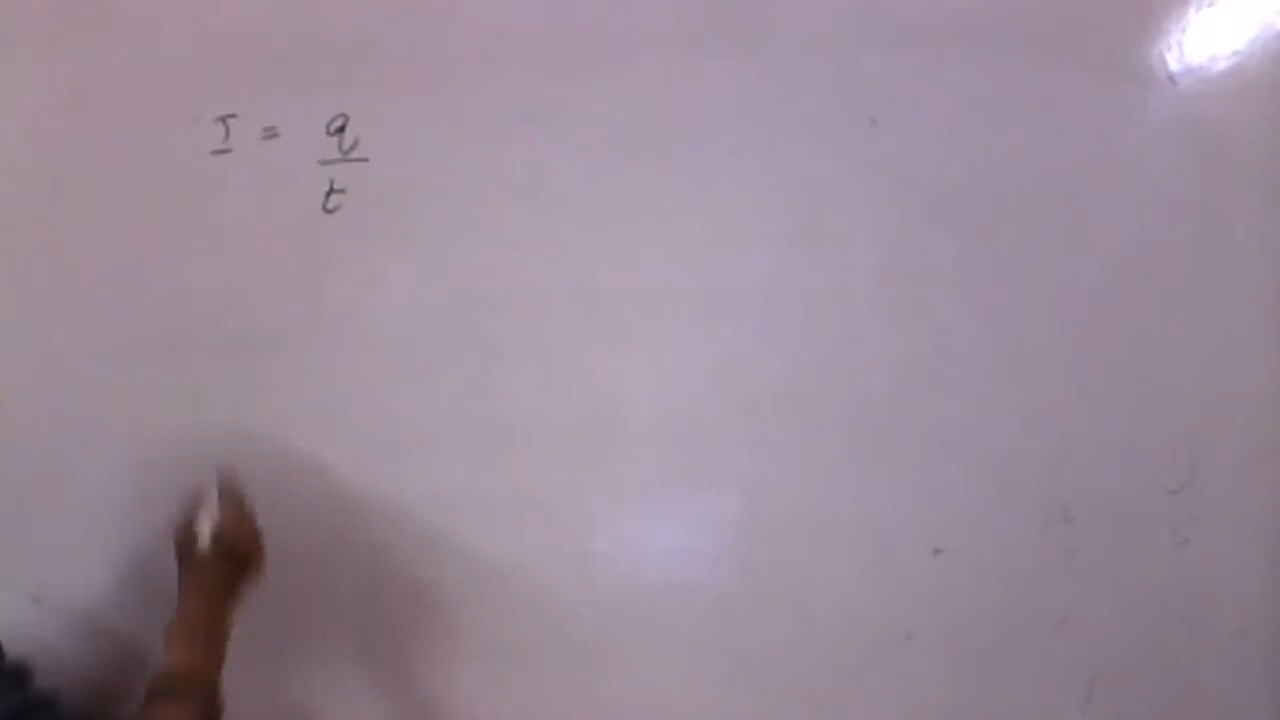 I = q/t